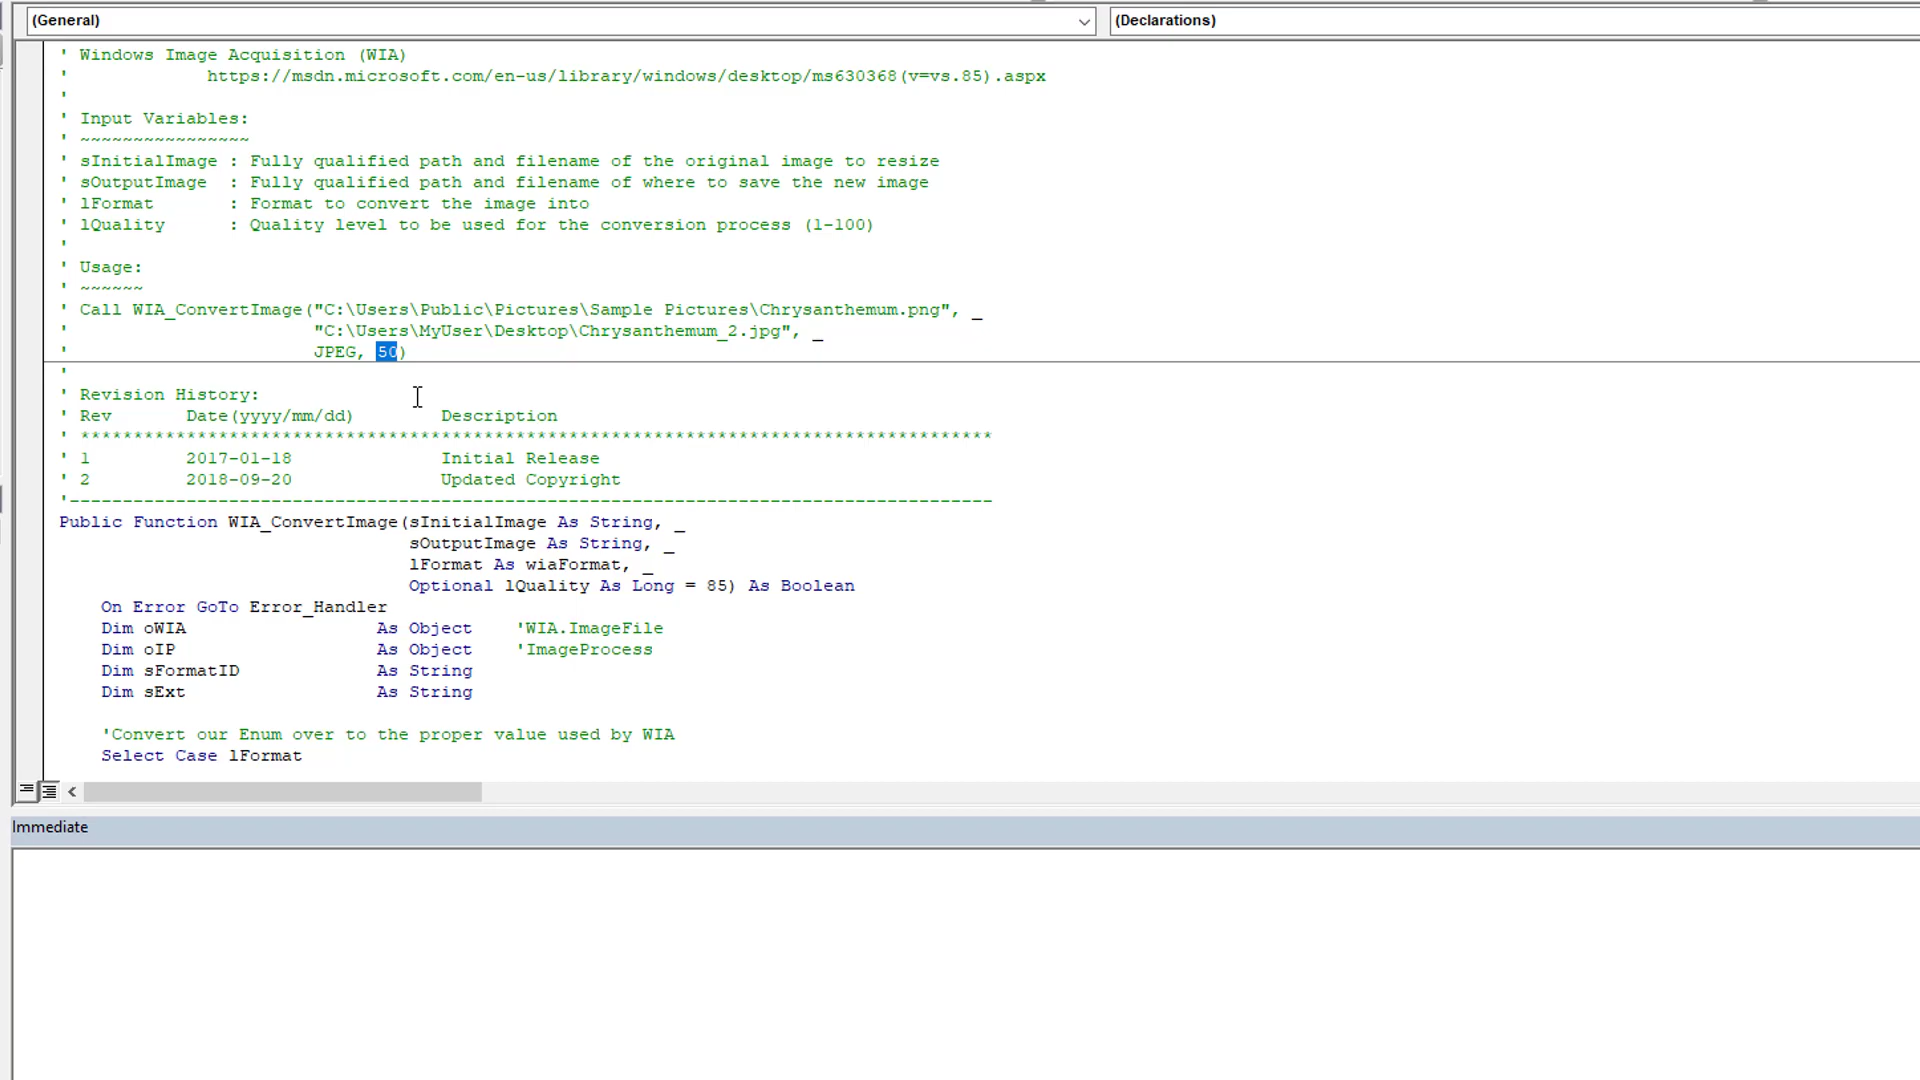 (General) (Declarations)
' Windows Image Acquisition (WIA)
'             https://msdn.microsoft.com/en-us/library/windows/desktop/ms630368(v=vs.85).aspx
'
' Input Variables:
' ~~~~~~~~~~~~~~~~
' sInitialImage : Fully qualified path and filename of the original image to resize
' sOutputImage  : Fully qualified path and filename of where to save the new image
' lFormat       : Format to convert the image into
' lQuality      : Quality level to be used for the conversion process (1-100)
'
' Usage:
' ~~~~~~
' Call WIA_ConvertImage("C:\Users\Public\Pictures\Sample Pictures\Chrysanthemum.png", _
'                       "C:\Users\MyUser\Desktop\Chrysanthemum_2.jpg", _
'                       JPEG, 50)
'
' Revision History:
' Rev       Date(yyyy/mm/dd)        Description
' **************************************************************************************
' 1         2017-01-18              Initial Release
' 2         2018-09-20              Updated Copyright
'---------------------------------------------------------------------------------------
Public Function WIA_ConvertImage(sInitialImage As String, _
                                 sOutputImage As String, _
                                 lFormat As wiaFormat, _
                                 Optional lQuality As Long = 85) As Boolean
    On Error GoTo Error_Handler
    Dim oWIA                  As Object    'WIA.ImageFile
    Dim oIP                   As Object    'ImageProcess
    Dim sFormatID             As String
    Dim sExt                  As String

    'Convert our Enum over to the proper value used by WIA
    Select Case lFormat
Immediate